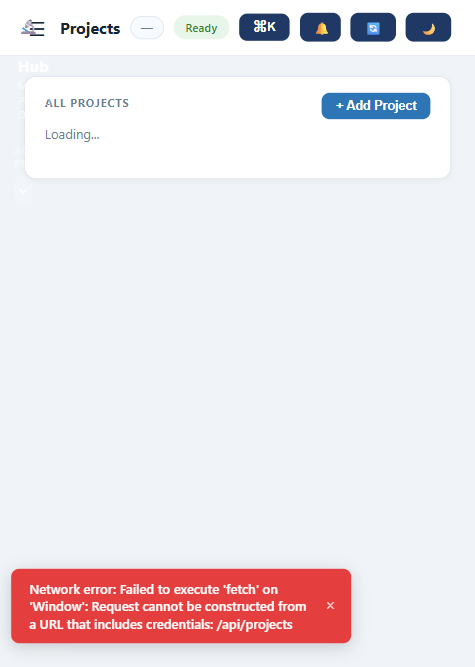 Projects
—
Ready
⌘K
Hub
ALL PROJECTS
+ Add Project
Loading...
Network error: Failed to execute 'fetch' on
'Window': Request cannot be constructed from
a URL that includes credentials: /api/projects
×